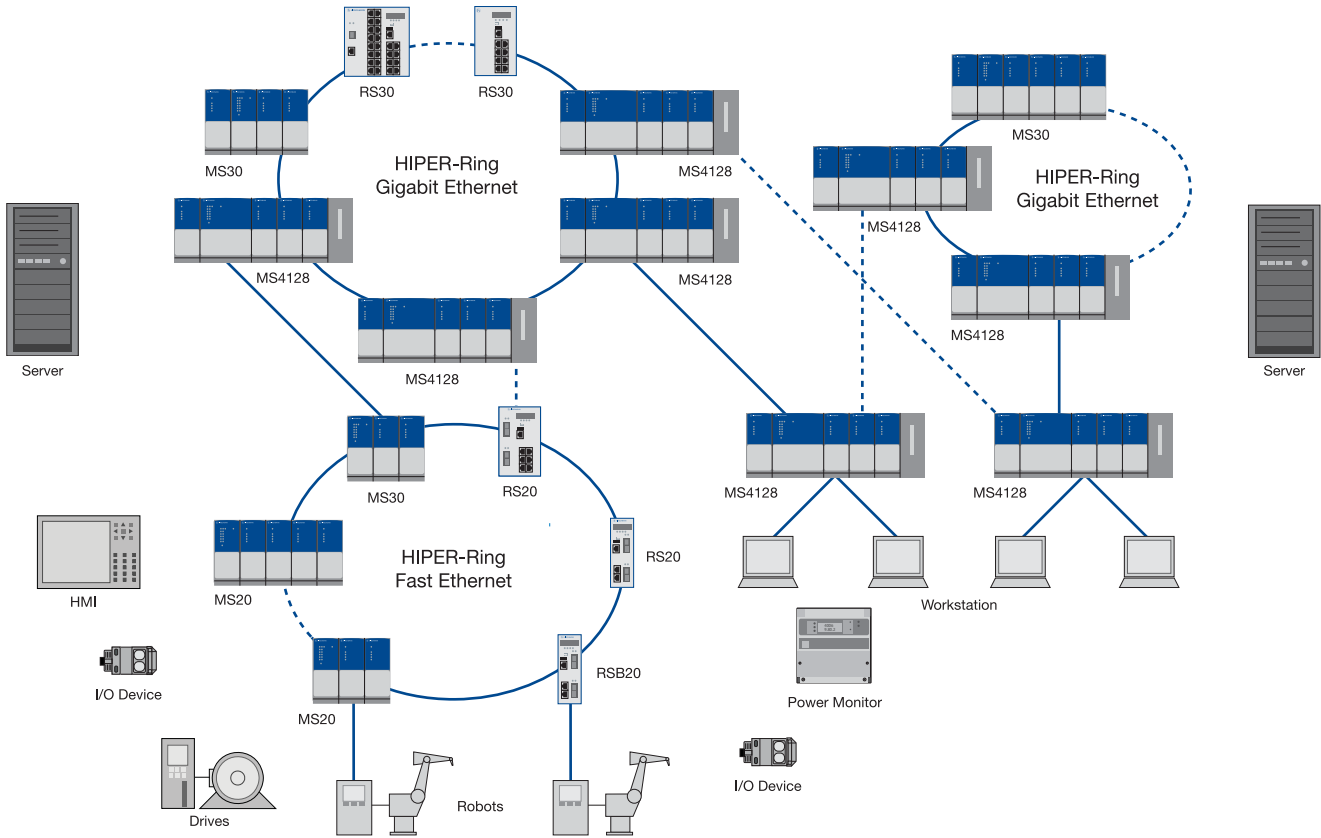 RS30
RS30
MS30
MS4128
MS30
HIPER-Ring
Gigabit Ethernet
HIPER-Ring
Gigabit Ethernet
MS4128
MS4128
MS4128
MS4128
MS4128
Server
Server
MS30
RS20
MS4128
MS4128
HIPER-Ring
Fast Ethernet
RS20
HMI
MS20
Workstation
RSB20
I/O Device
MS20
Power Monitor
I/O Device
Robots
Drives